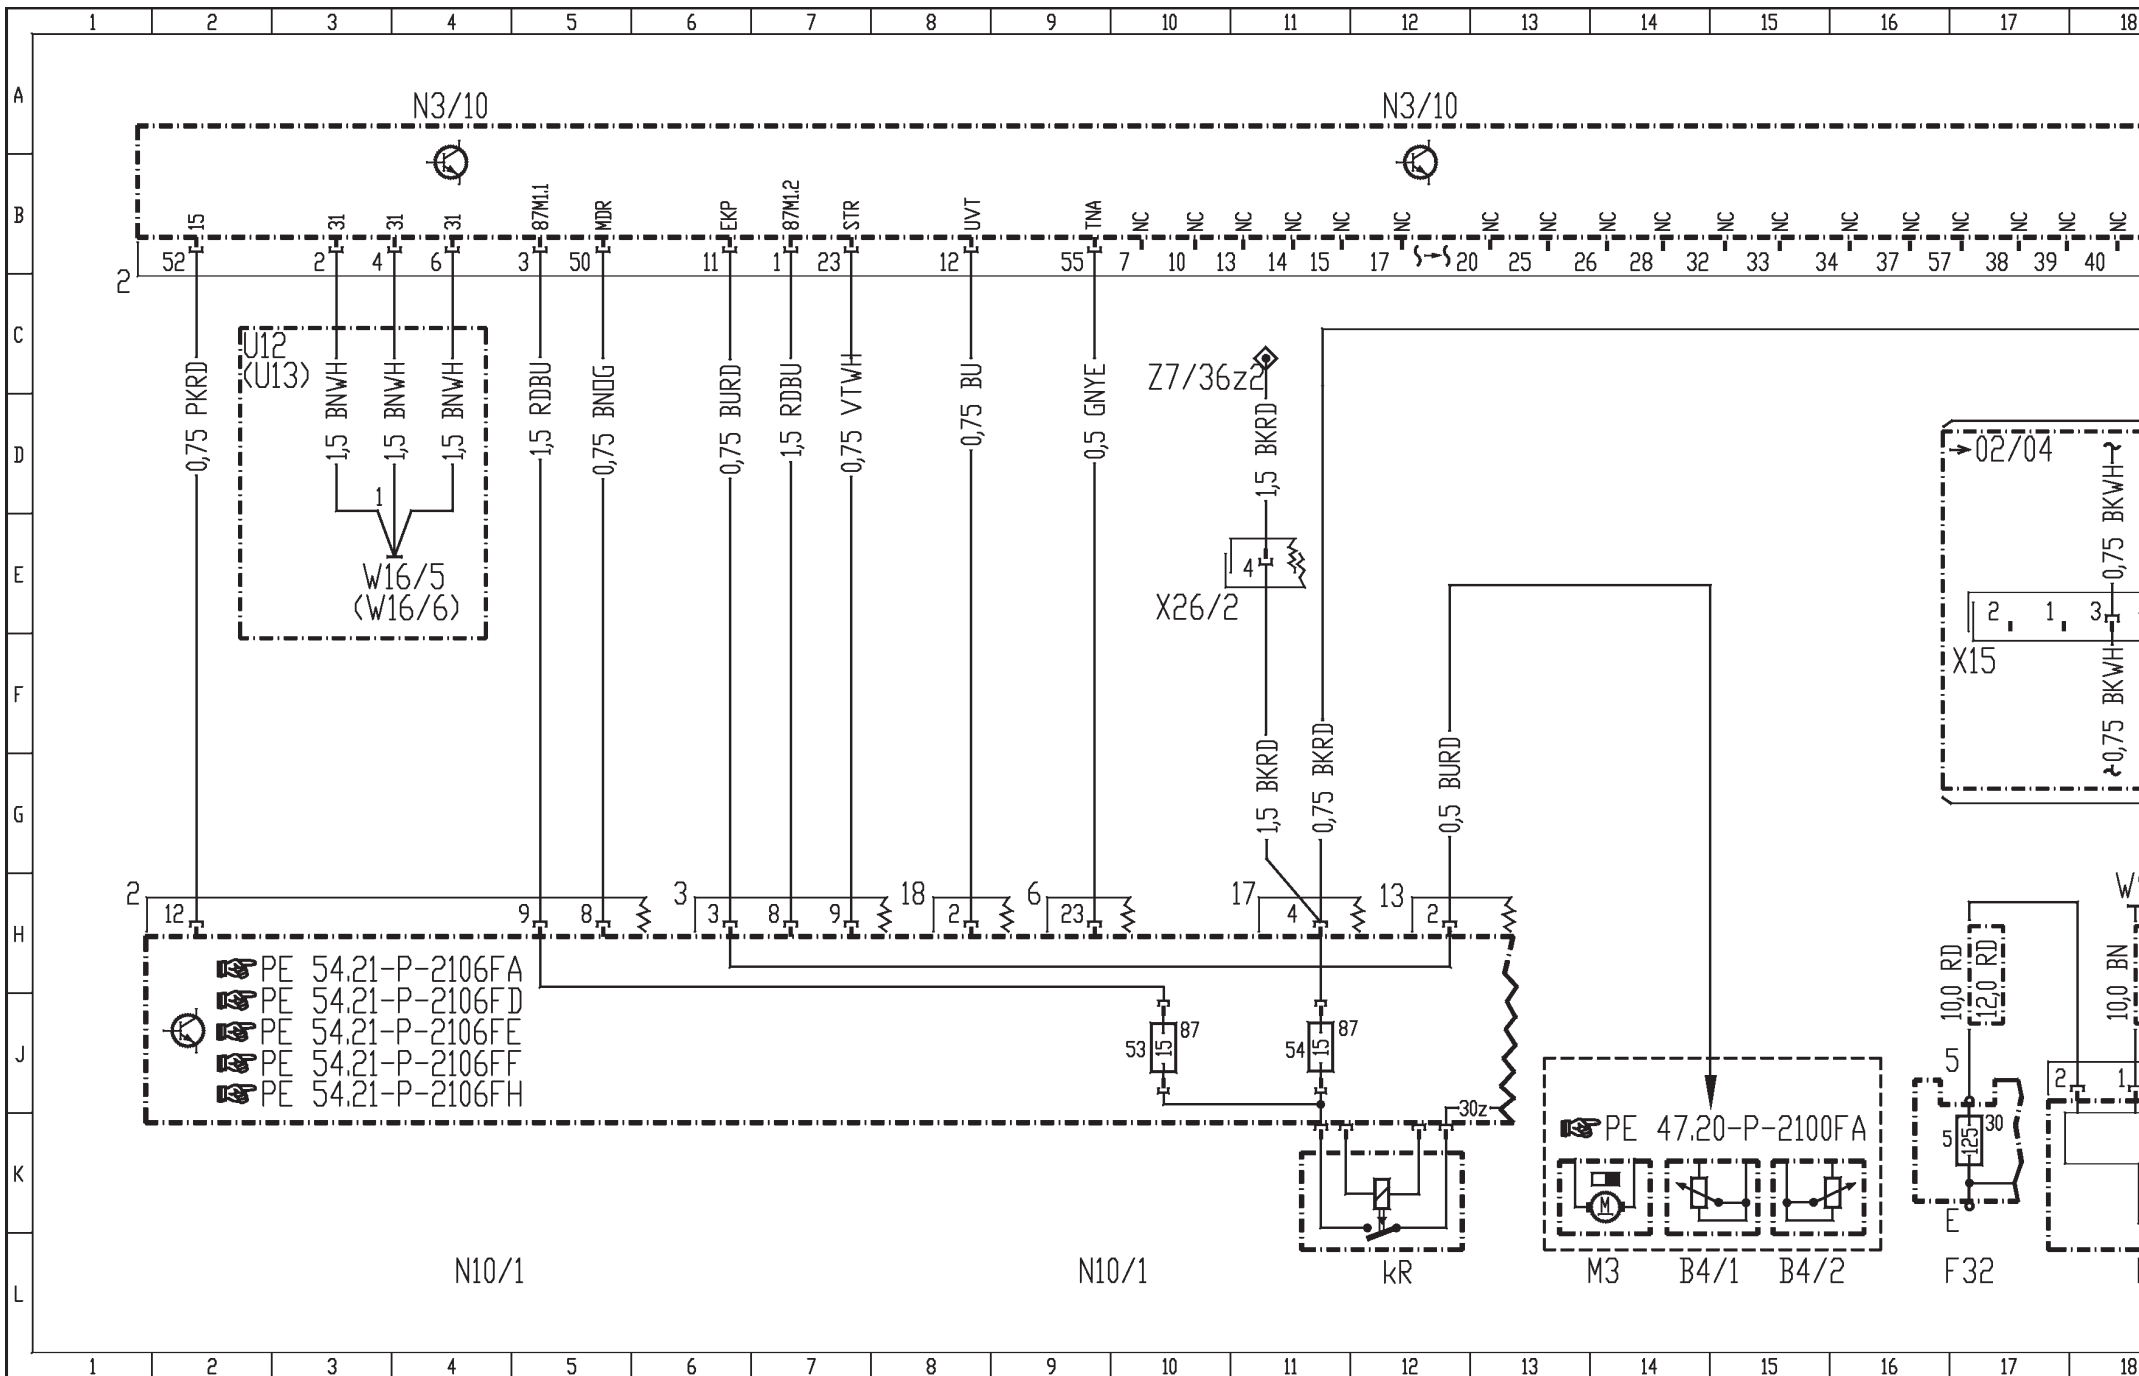 1 2 3 4 5 6 7 8 9 10 11 12 13 14 15 16 17 18
A
N3/10 N3/10
B
15 31 31 31 87M1.1 MDR EKP 87M1.2 STR UVT TNA NC NC NC NC NC NC NC NC NC NC NC NC NC NC NC NC NC NC
52 2 4 6 3 50 11 1 23 12 55 7 10 13 14 15 17 20 25 26 28 32 33 34 37 57 38 39 40
2
C
U12
(U13)
Z7/36z2
0,75 PKRD
1,5 BNWH
1,5 BNWH
1,5 BNWH
1,5 RDBU
0,75 BNOG
0,75 BURD
1,5 RDBU
0,75 VTWH
0,75 BU
0,5 GNYE
1,5 BKRD
D
02/04
0,75 BKWH
1
E
W16/5
(W16/6)
4
X26/2
2 1 3
X15
F
0,75 BKWH
1,5 BKRD
0,75 BKRD
0,5 BURD
G
2 3 18 6 17 13
12 9 8 3 8 9 2 23 4 2
H
PE 54.21-P-2106FA
PE 54.21-P-2106FD
PE 54.21-P-2106FE
PE 54.21-P-2106FF
PE 54.21-P-2106FH
10,0 RD
12,0 RD
10,0 BN
J
53 15 87
54 15 87
5
2 1
30z
PE 47.20-P-2100FA
5 125 30
K
M
E
N10/1 N10/1 kR M3 B4/1 B4/2 F32
L
1 2 3 4 5 6 7 8 9 10 11 12 13 14 15 16 17 18